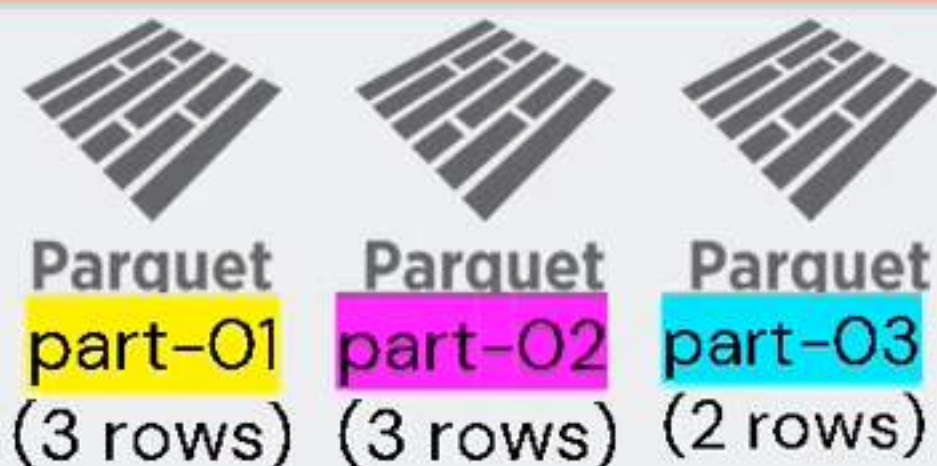 Parquet Parquet Parquet
part-01 part-02 part-03
(3 rows) (3 rows) (2 rows)